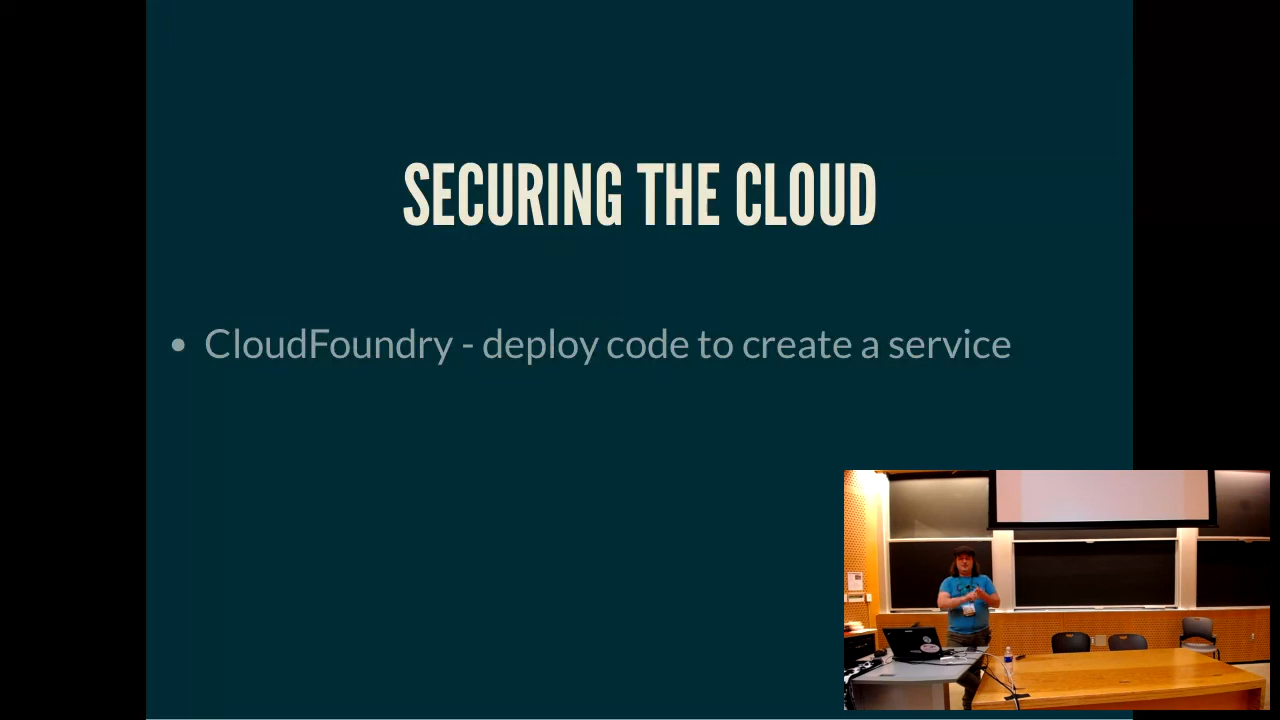 SECURING THE CLOUD
• CloudFoundry - deploy code to create a service